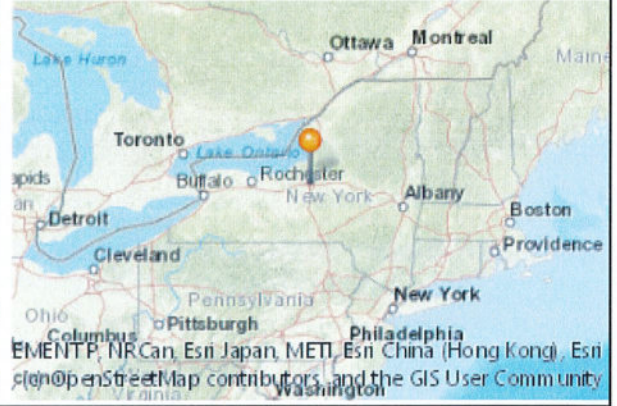 Ottawa
Montreal
Lake Huron
Maine
Toronto
Lake Ontario
Rochester
Buffalo
New York
Albany
Detroit
Boston
Providence
Cleveland
Pennsylvania
New York
Ohio
Pittsburgh
Columbus
Philadelphia
EMENT P, NRCan, Esri Japan, METI, Esri China (Hong Kong), Esri
(c) OpenStreetMap contributors, and the GIS User Community
Virginia
Washington